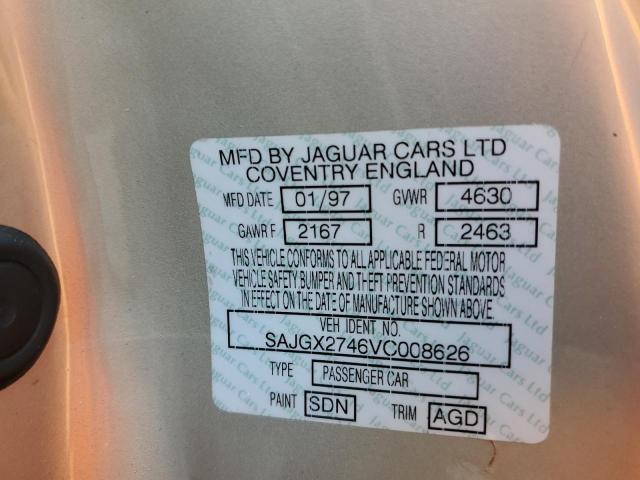 MFD BY JAGUAR CARS LTD
COVENTRY ENGLAND
MFD DATE 01/97 GVWR 4630
GAWR F 2167 R 2463
THIS VEHICLE CONFORMS TO ALL APPLICABLE FEDERAL MOTOR
VEHICLE SAFETY BUMPER AND THEFT PREVENTION STANDARDS
IN EFFECT ON THE DATE OF MANUFACTURE SHOWN ABOVE.
VEH IDENT NO.
SAJGX2746VC008626
TYPE PASSENGER CAR
PAINT SDN TRIM AGD